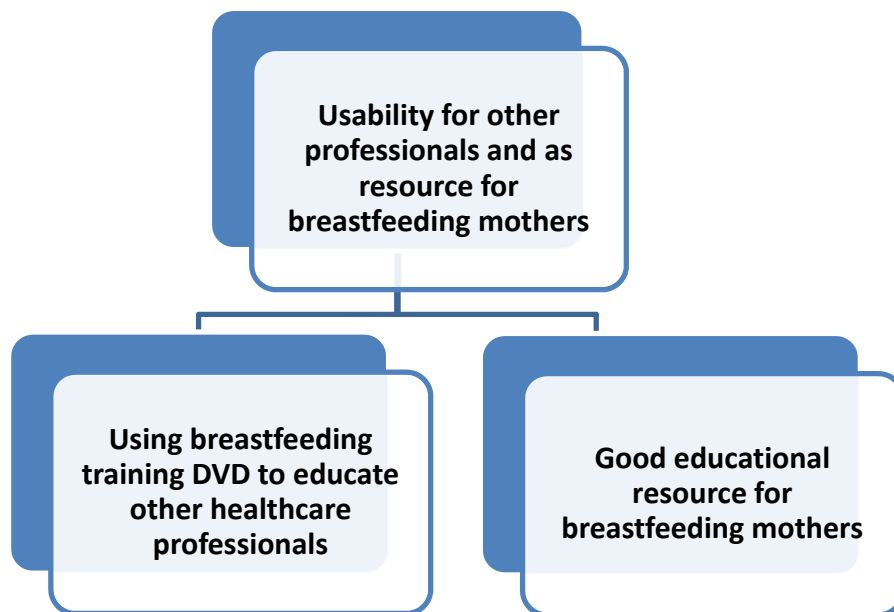 Usability for other
professionals and as
resource for
breastfeeding mothers
Using breastfeeding
training DVD to educate
other healthcare
professionals
Good educational
resource for
breastfeeding mothers